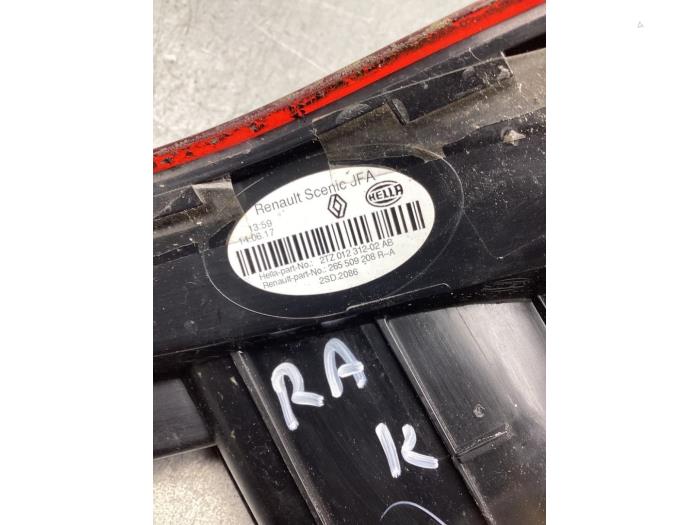 Renault Scenic JFA
13:59
14.06.17
HELLA
Hella-part-No.: 2TZ 012 312-02 AB
Renault-part-No.: 265 509 208 R-A
2SD.2086
RA
K